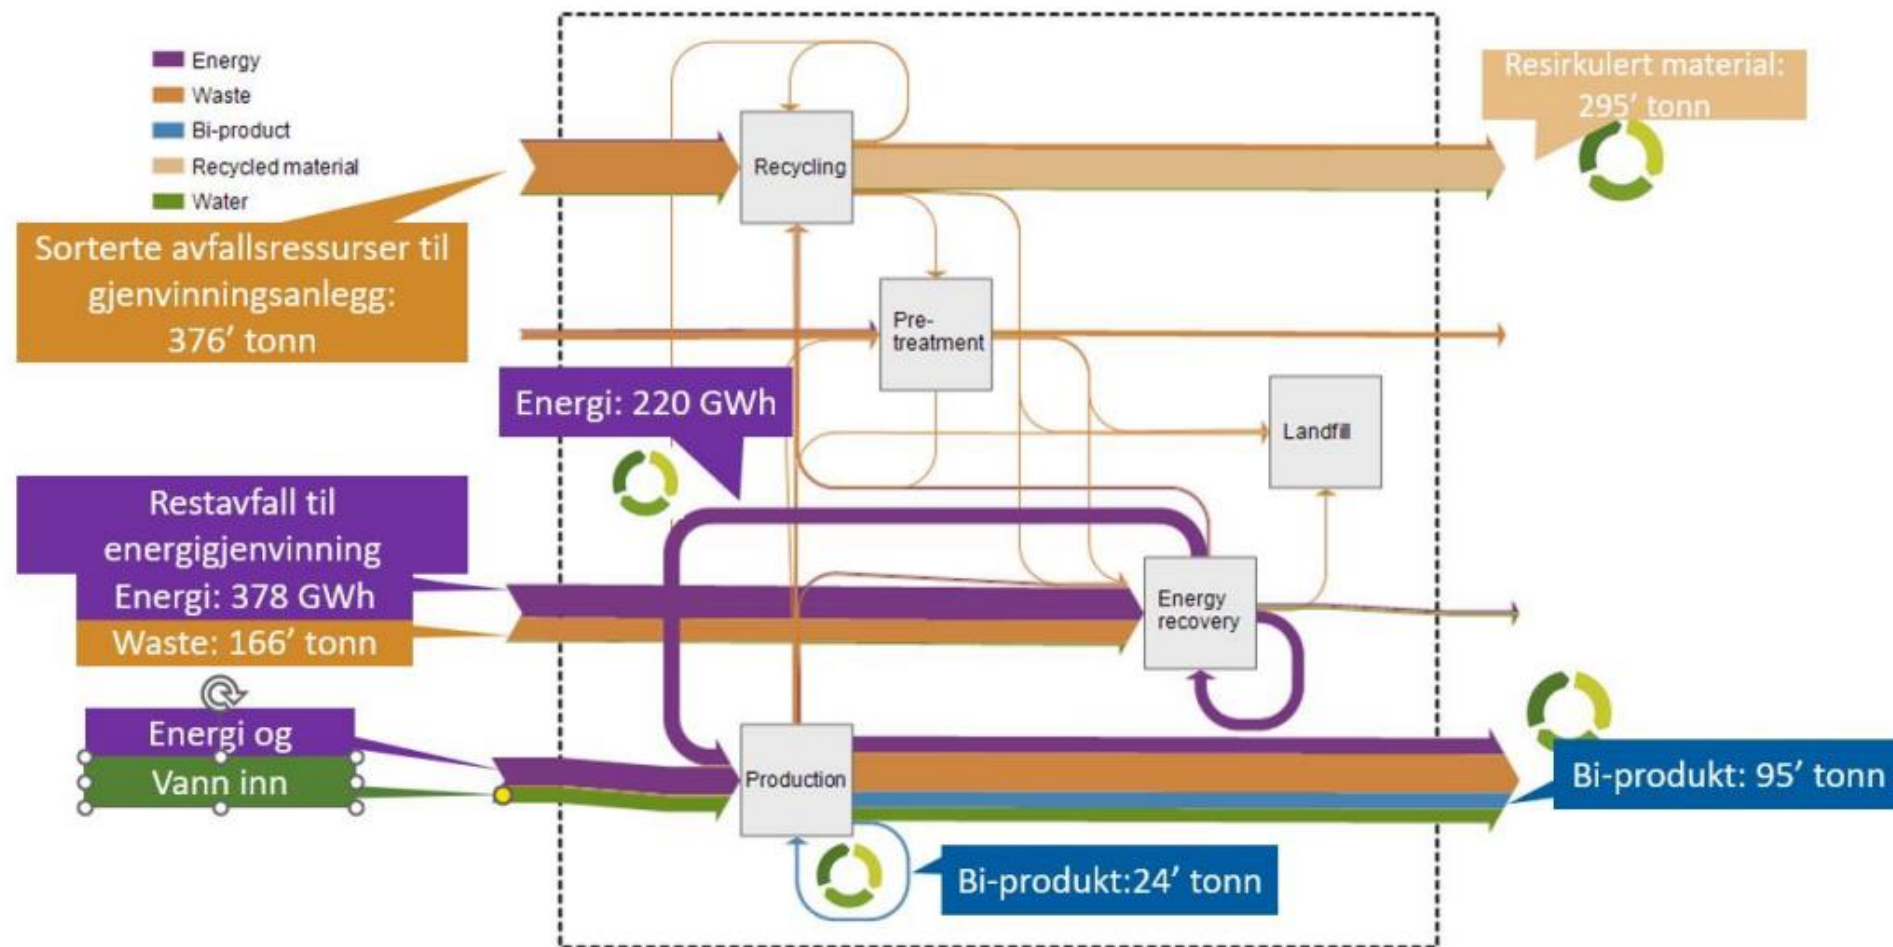 Energy
Waste
Bi-product
Recycled material
Water
Sorterte avfallsressurser til
gjenvinningsanlegg:
376’ tonn
Resirkulert material:
295’ tonn
Recycling
Pre-
treatment
Energi: 220 GWh
Landfill
Restavfall til
energigjenvinning
Energi: 378 GWh
Waste: 166’ tonn
Energy
recovery
Energi og
Vann inn
Production
Bi-produkt: 95’ tonn
Bi-produkt:24’ tonn